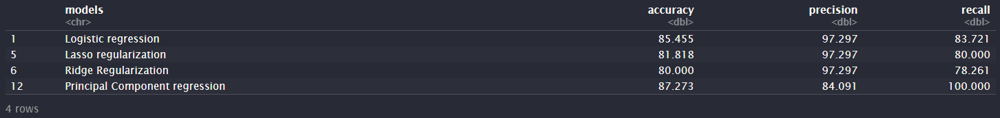 models accuracy precision recall
<chr> <dbl> <dbl> <dbl>
1 Logistic regression 85.455 97.297 83.721
5 Lasso regularization 81.818 97.297 80.000
6 Ridge Regularization 80.000 97.297 78.261
12 Principal Component regression 87.273 84.091 100.000
4 rows